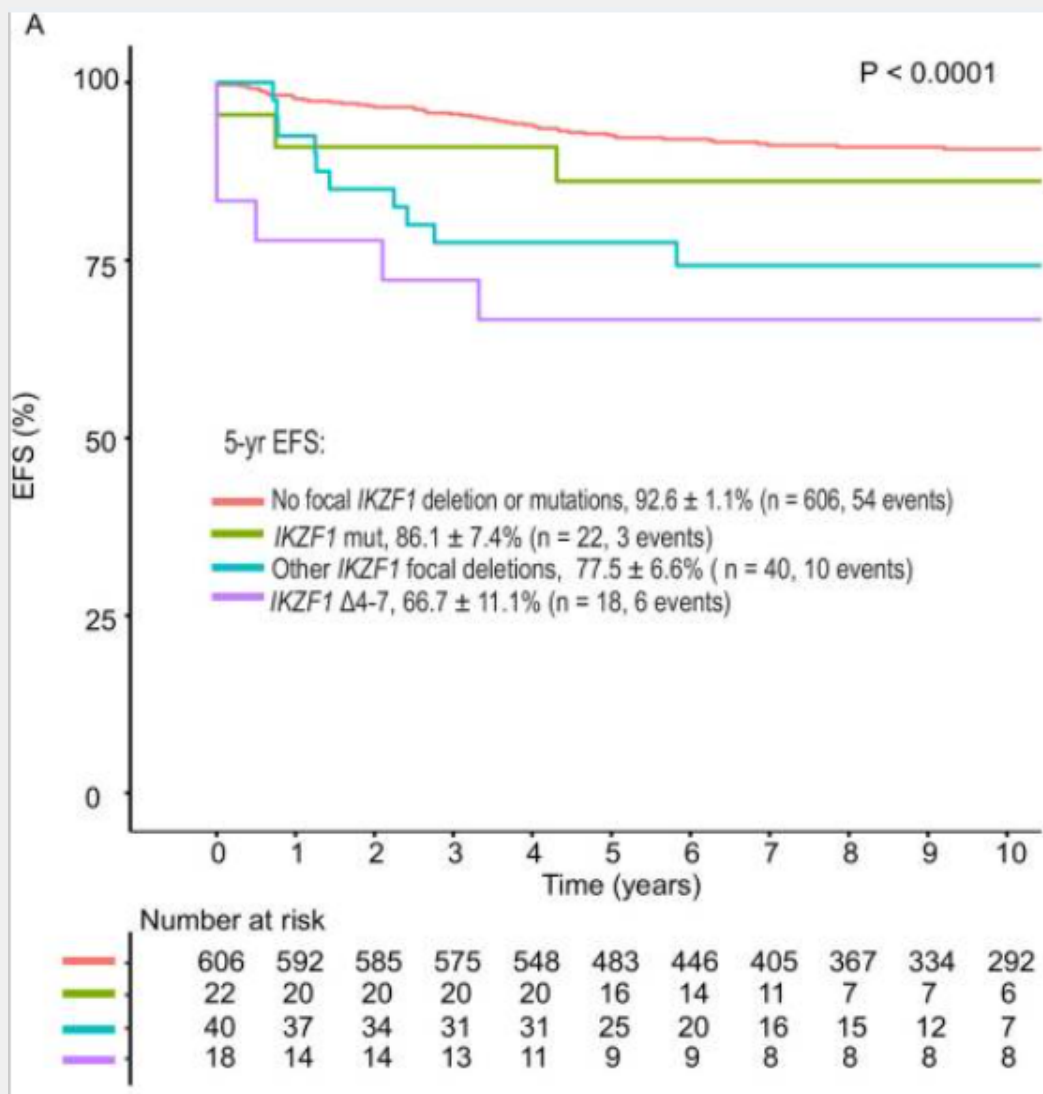 A
P < 0.0001
100
75
50
25
0
EFS (%)
5-yr EFS:
No focal IKZF1 deletion or mutations, 92.6 ± 1.1% (n = 606, 54 events)
IKZF1 mut, 86.1 ± 7.4% (n = 22, 3 events)
Other IKZF1 focal deletions, 77.5 ± 6.6% ( n = 40, 10 events)
IKZF1 Δ4-7, 66.7 ± 11.1% (n = 18, 6 events)
0 1 2 3 4 5 6 7 8 9 10
Time (years)
Number at risk
606 592 585 575 548 483 446 405 367 334 292
22 20 20 20 20 16 14 11 7 7 6
40 37 34 31 31 25 20 16 15 12 7
18 14 14 13 11 9 9 8 8 8 8